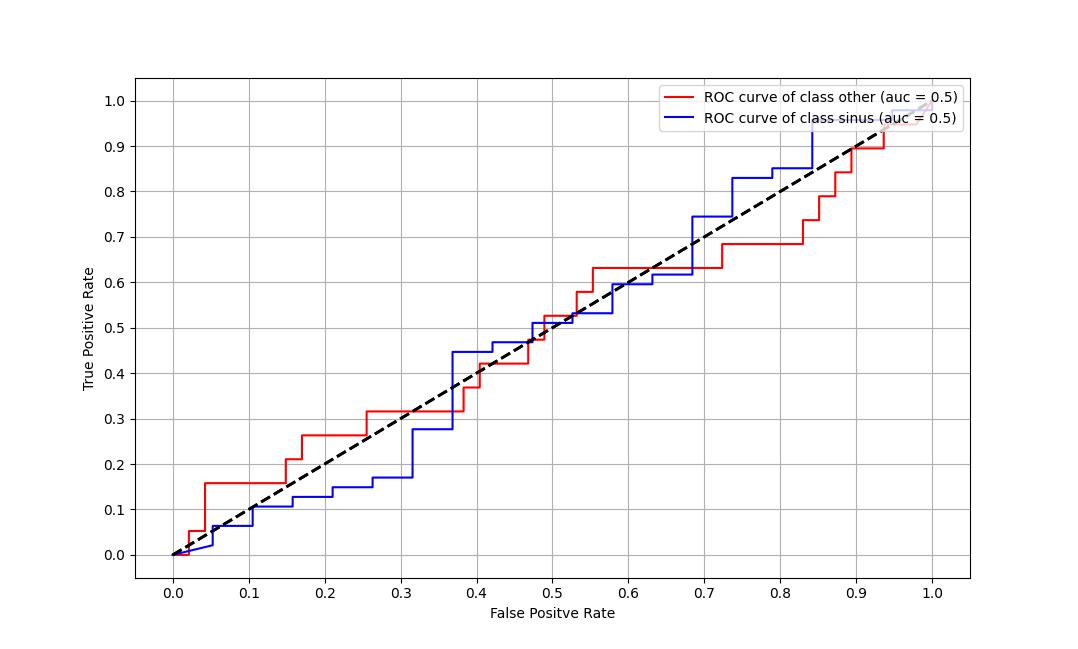 ROC curve of class other (auc = 0.5)
ROC curve of class sinus (auc = 0.5)
1.0
0.9
0.8
0.7
0.6
0.5
0.4
0.3
0.2
0.1
0.0
True Positive Rate
0.0 0.1 0.2 0.3 0.4 0.5 0.6 0.7 0.8 0.9 1.0
False Positve Rate